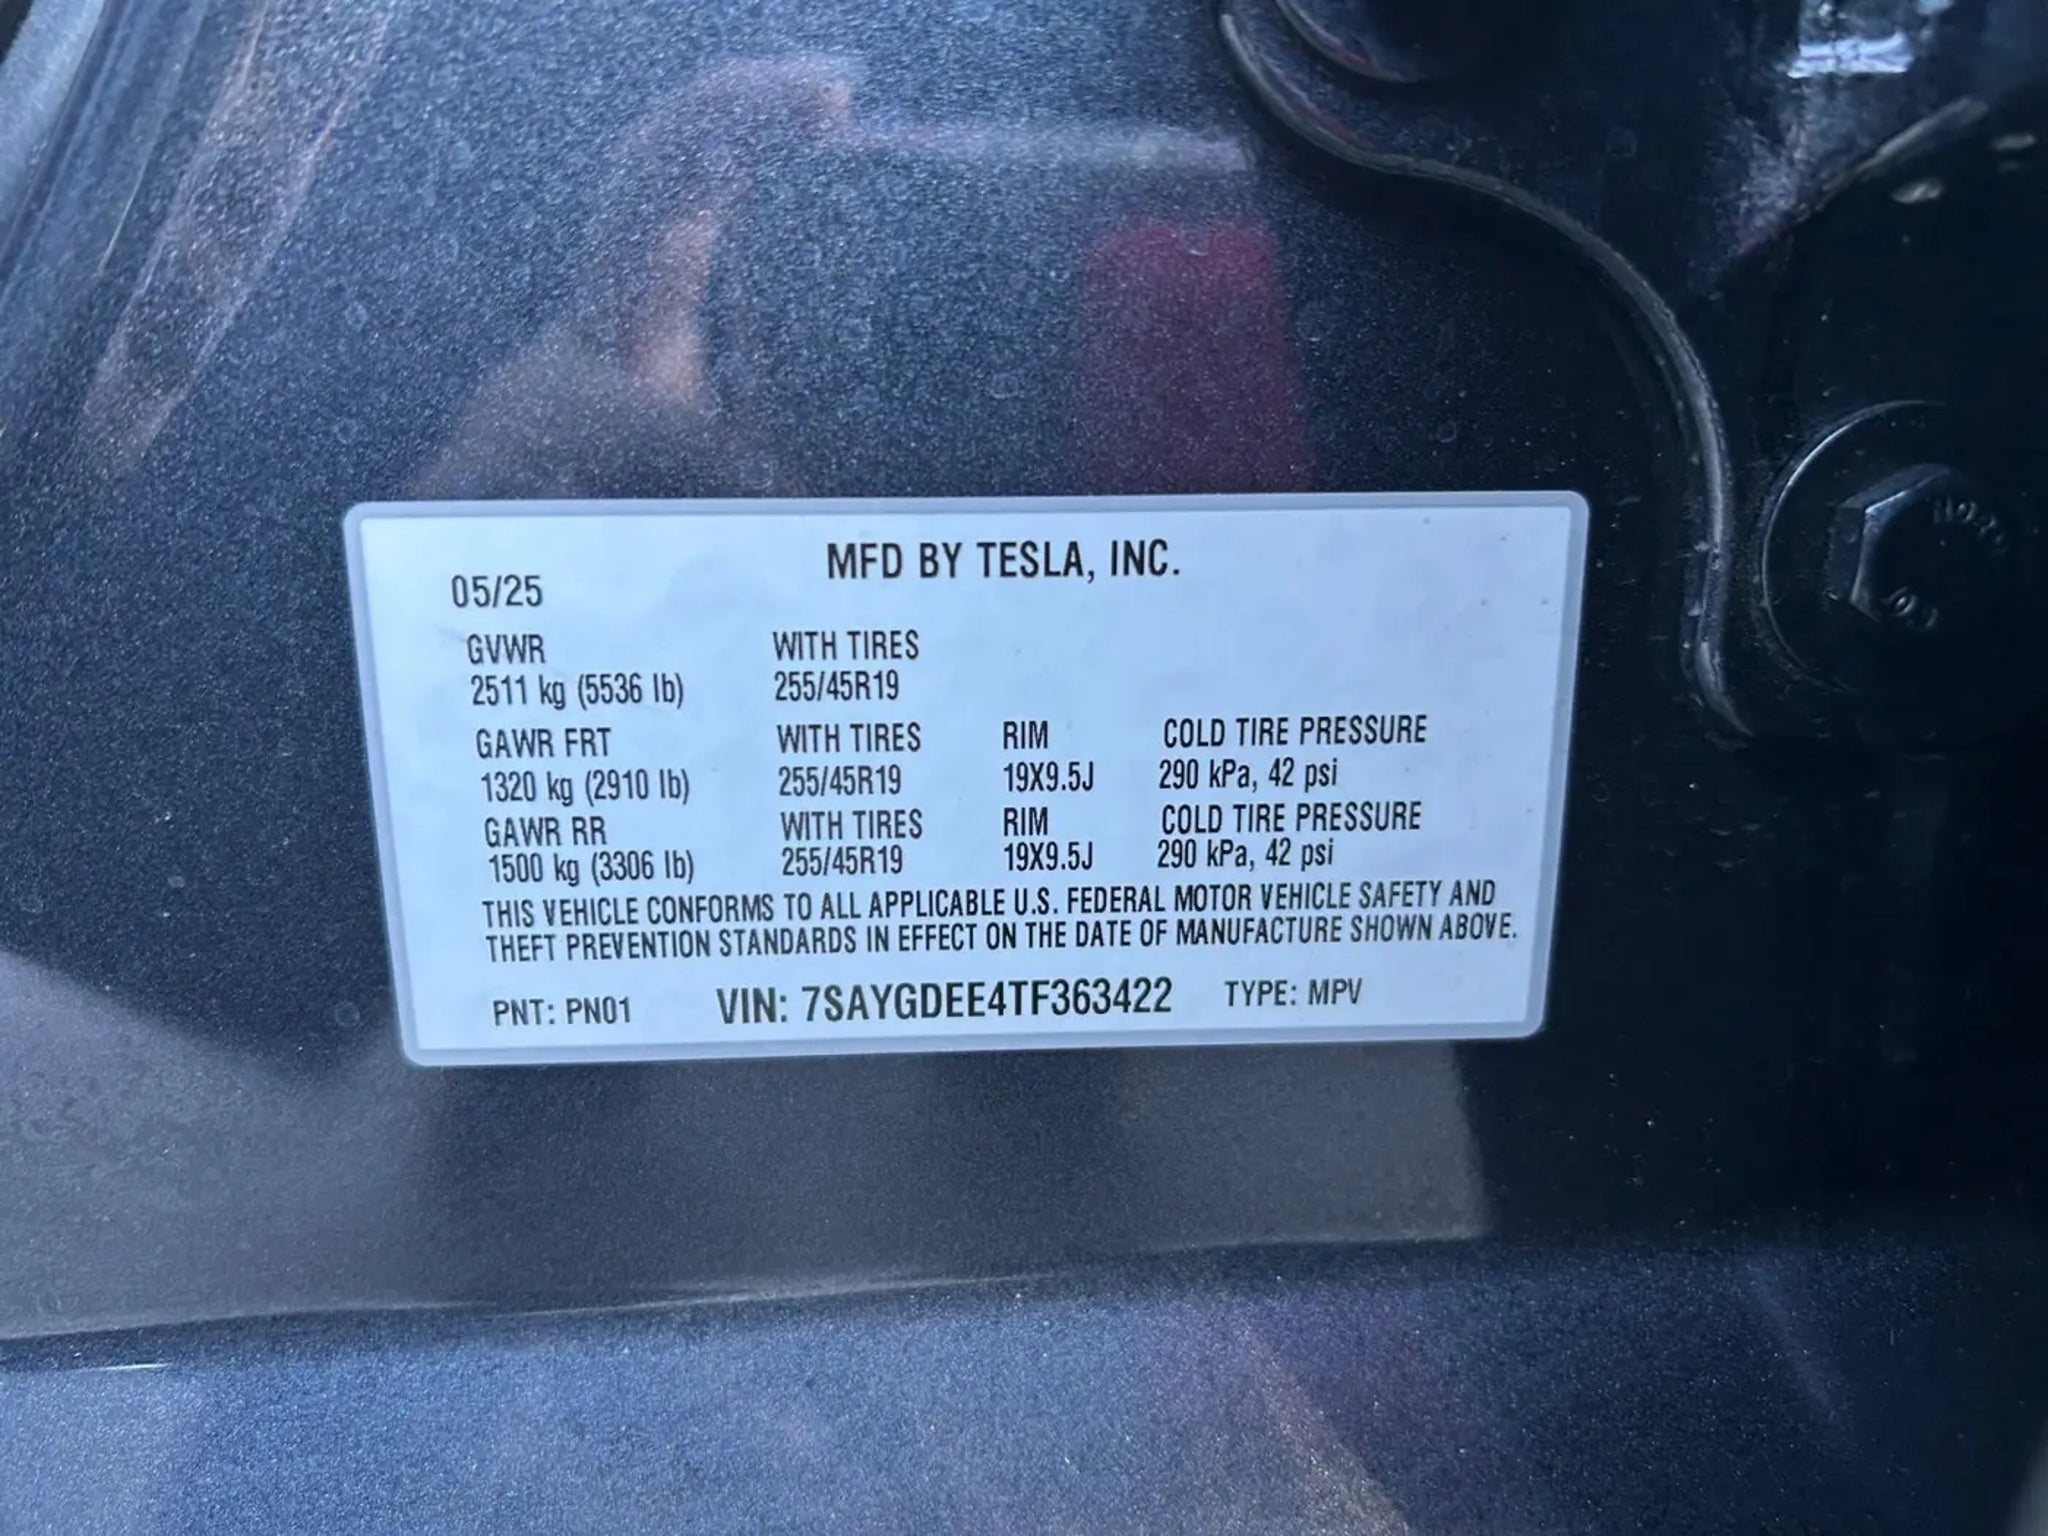 MFD BY TESLA, INC.
05/25
GVWR WITH TIRES
2511 kg (5536 lb) 255/45R19
GAWR FRT WITH TIRES RIM COLD TIRE PRESSURE
1320 kg (2910 lb) 255/45R19 19X9.5J 290 kPa, 42 psi
GAWR RR WITH TIRES RIM COLD TIRE PRESSURE
1500 kg (3306 lb) 255/45R19 19X9.5J 290 kPa, 42 psi
THIS VEHICLE CONFORMS TO ALL APPLICABLE U.S. FEDERAL MOTOR VEHICLE SAFETY AND
THEFT PREVENTION STANDARDS IN EFFECT ON THE DATE OF MANUFACTURE SHOWN ABOVE.
PNT: PN01 VIN: 7SAYGDEE4TF363422 TYPE: MPV